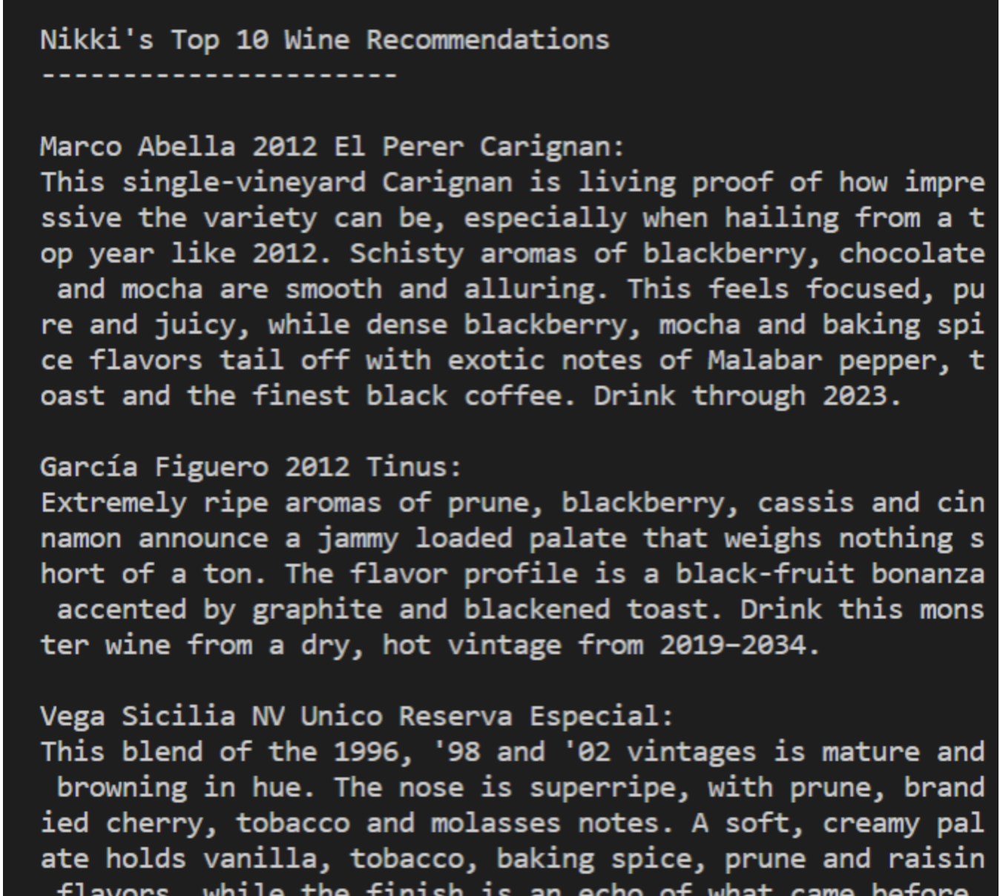 Nikki's Top 10 Wine Recommendations
----------------------
Marco Abella 2012 El Perer Carignan:
This single-vineyard Carignan is living proof of how impre
ssive the variety can be, especially when hailing from a t
op year like 2012. Schisty aromas of blackberry, chocolate
 and mocha are smooth and alluring. This feels focused, pu
re and juicy, while dense blackberry, mocha and baking spi
ce flavors tail off with exotic notes of Malabar pepper, t
oast and the finest black coffee. Drink through 2023.
García Figuero 2012 Tinus:
Extremely ripe aromas of prune, blackberry, cassis and cin
namon announce a jammy loaded palate that weighs nothing s
hort of a ton. The flavor profile is a black-fruit bonanza
 accented by graphite and blackened toast. Drink this mons
ter wine from a dry, hot vintage from 2019–2034.
Vega Sicilia NV Unico Reserva Especial:
This blend of the 1996, '98 and '02 vintages is mature and
 browning in hue. The nose is superripe, with prune, brand
ied cherry, tobacco and molasses notes. A soft, creamy pal
ate holds vanilla, tobacco, baking spice, prune and raisin
 flavors, while the finish is an echo of what came before.